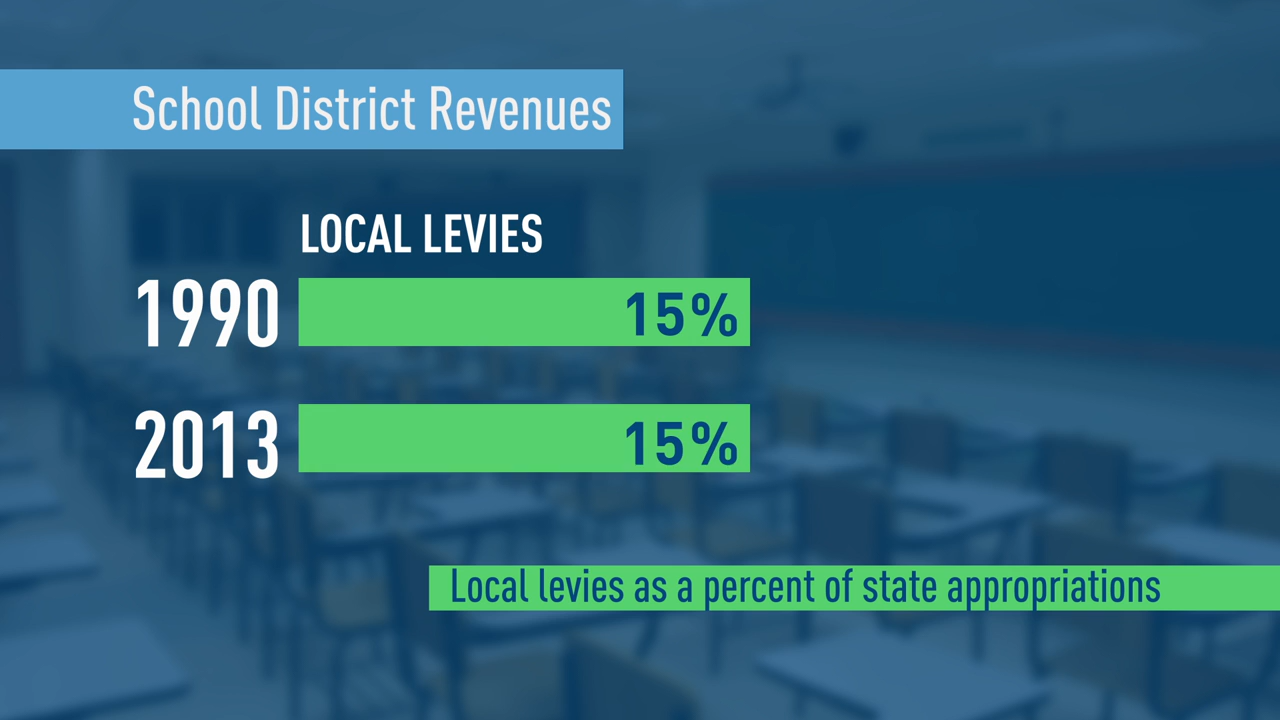 School District Revenues
LOCAL LEVIES
1990 15%
2013 15%
Local levies as a percent of state appropriations